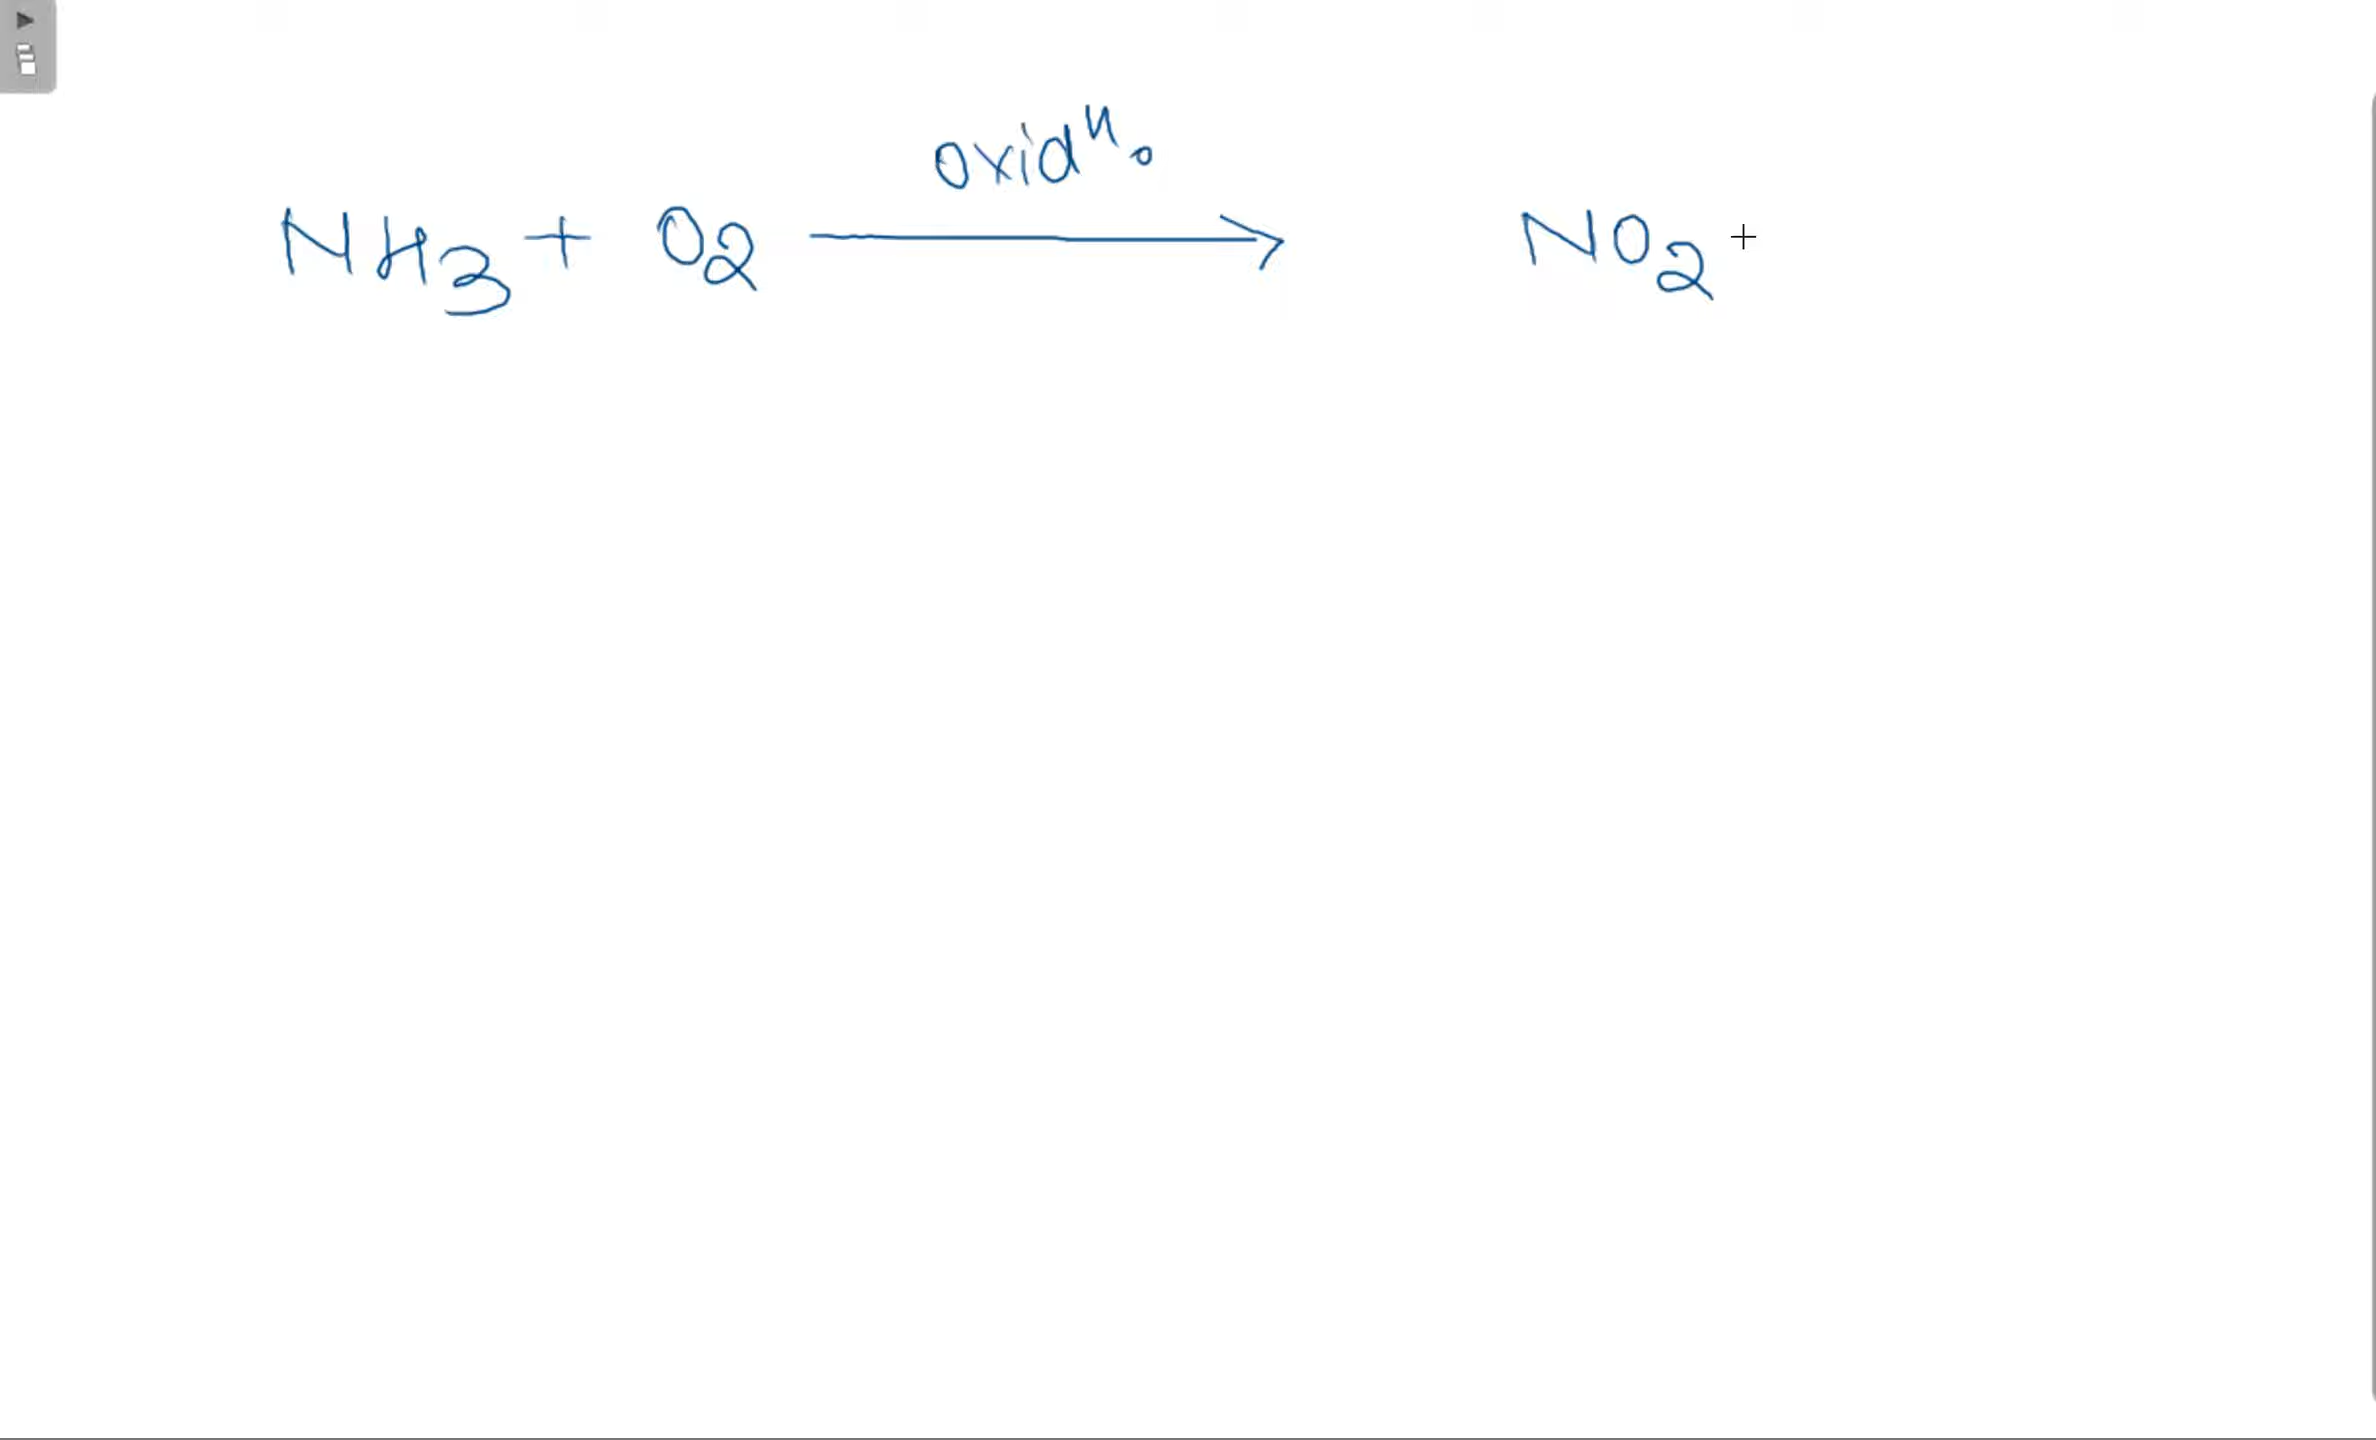 oxidⁿ.
NH₃ + O₂ ⟶ NO₂